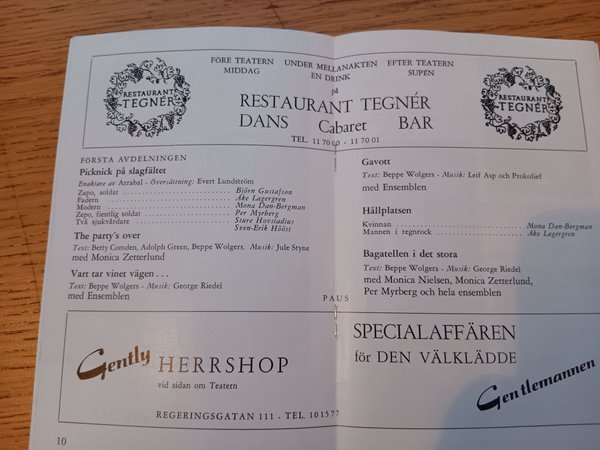 RESTAURANT
TEGNÉR
FÖRE TEATERN UNDER MELLANAKTEN EFTER TEATERN
MIDDAG EN DRINK SUPÉN
på
RESTAURANT TEGNÉR
DANS Cabaret BAR
TEL. 11 70 00 - 11 70 01
RESTAURANT
TEGNÉR
FÖRSTA AVDELNINGEN
Picknick på slagfältet
Enaktare av Arrabal - Översättning: Evert Lundström
Zapo, soldat Björn Gustafson
Fadern Åke Lagergren
Modern Mona Dan-Bergman
Zepo, fientlig soldat Per Myrberg
Två sjukvårdare Sture Hovstadius
Sven-Erik Hööst
The party's over
Text: Betty Comden, Adolph Green, Beppe Wolgers. Musik: Jule Styne
med Monica Zetterlund
Vart tar vinet vägen . . .
Text: Beppe Wolgers - Musik: George Riedel
med Ensemblen
Gavott
Text: Beppe Wolgers - Musik: Leif Asp och Prokofief
med Ensemblen
Hållplatsen
Kvinnan Mona Dan-Bergman
Mannen i regnrock Åke Lagergren
Bagatellen i det stora
Text: Beppe Wolgers - Musik: George Riedel
med Monica Nielsen, Monica Zetterlund,
Per Myrberg och hela ensemblen
PAUS
Gently HERRSHOP
vid sidan om Teatern
REGERINGSGATAN 111 - TEL. 10 15 77
SPECIALAFFÄREN
för DEN VÄLKLÄDDE
Gentlemannen
10